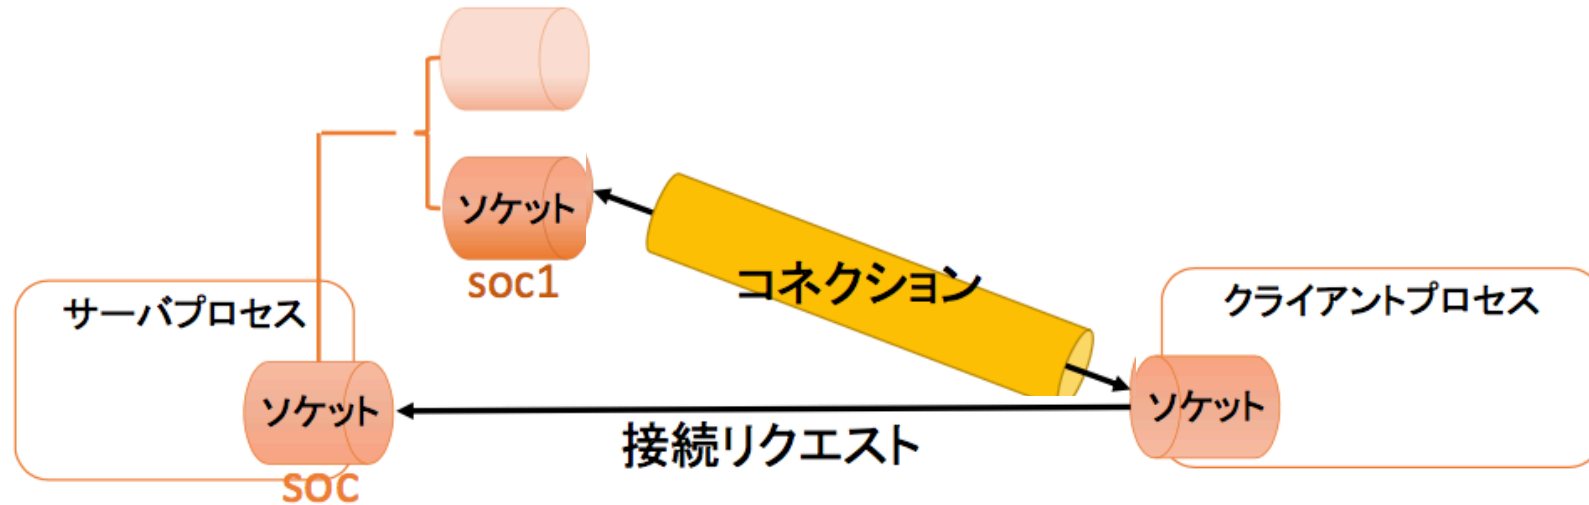 ソケット
soc1
コネクション
サーバプロセス
クライアントプロセス
ソケット
ソケット
接続リクエスト
soc